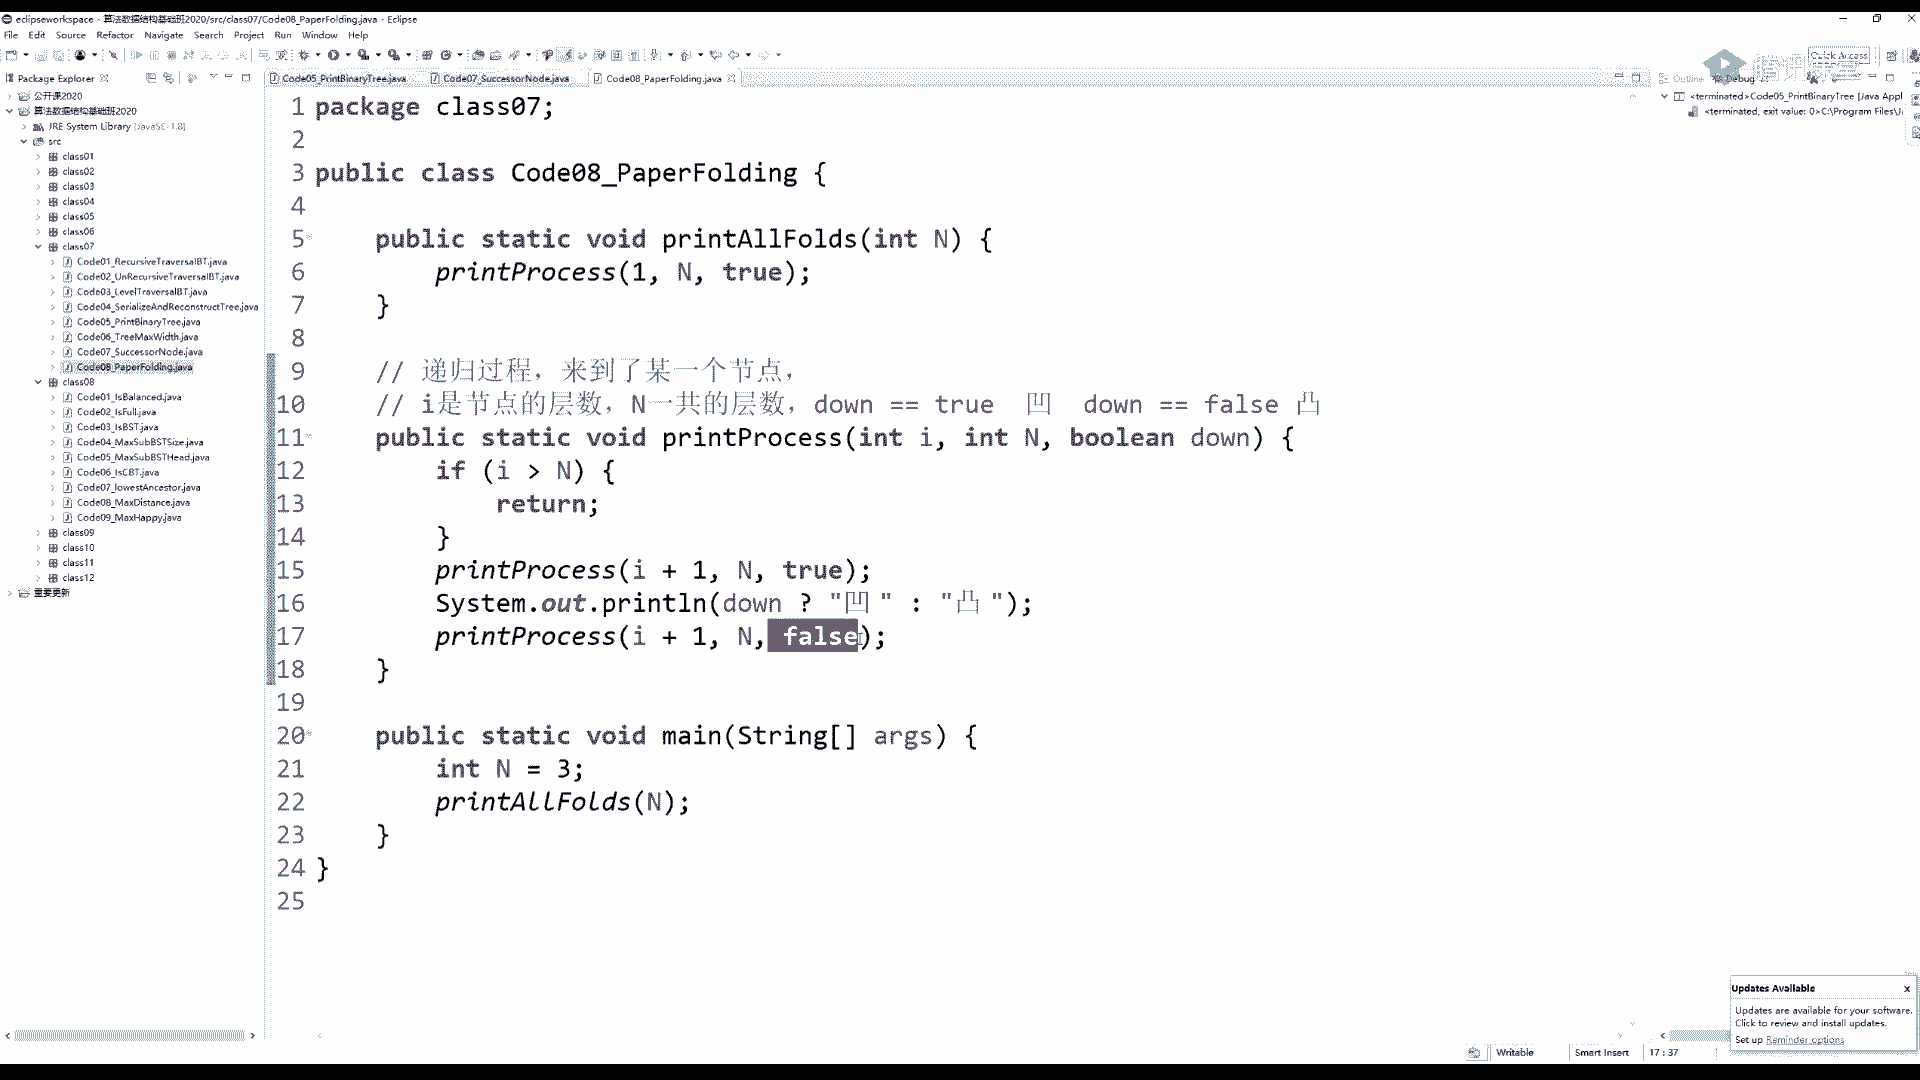 eclipseworkspace - 算法数据结构基础班2020/src/class07/Code08_PaperFolding.java - Eclipse
File Edit Source Refactor Navigate Search Project Run Window Help
Quick Access
Package Explorer
公开课2020
算法数据结构基础班2020
JRE System Library [JavaSE-1.8]
src
class01
class02
class03
class04
class05
class06
class07
Code01_RecursiveTraversalBT.java
Code02_UnRecursiveTraversalBT.java
Code03_LevelTraversalBT.java
Code04_SerializeAndReconstructTree.java
Code05_PrintBinaryTree.java
Code06_TreeMaxWidth.java
Code07_SuccessorNode.java
Code08_PaperFolding.java
class08
Code01_IsBalanced.java
Code02_IsFull.java
Code03_IsBST.java
Code04_MaxSubBSTSize.java
Code05_MaxSubBSTHead.java
Code06_IsCBT.java
Code07_lowestAncestor.java
Code08_MaxDistance.java
Code09_MaxHappy.java
class09
class10
class11
class12
重要更新
Code05_PrintBinaryTree.java Code07_SuccessorNode.java Code08_PaperFolding.java
1 package class07;
2
3 public class Code08_PaperFolding {
4
5 public static void printAllFolds(int N) {
6 printProcess(1, N, true);
7 }
8
9 // 递归过程，来到了某一个节点，
10 // i是节点的层数，N一共的层数，down == true 凹 down == false 凸
11 public static void printProcess(int i, int N, boolean down) {
12 if (i > N) {
13 return;
14 }
15 printProcess(i + 1, N, true);
16 System.out.println(down ? "凹 " : "凸 ");
17 printProcess(i + 1, N, false);
18 }
19
20 public static void main(String[] args) {
21 int N = 3;
22 printAllFolds(N);
23 }
24 }
25
Outline Debug
<terminated>Code05_PrintBinaryTree [Java Appl
<terminated, exit value: 0>C:\Program Files\J
Updates Available x
Updates are available for your software.
Click to review and install updates.
Set up Reminder options
Writable Smart Insert 17 : 37